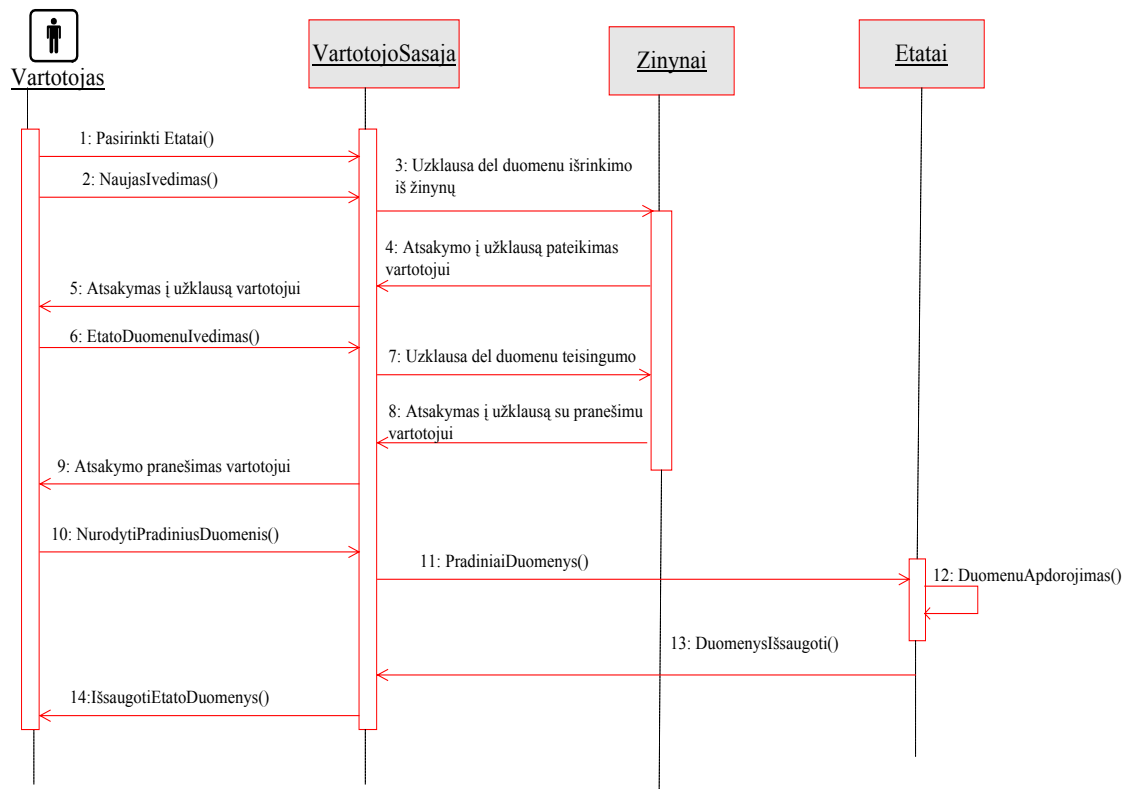 Vartotojas
VartotojoSasaja
Zinynai
Etatai
1: Pasirinkti Etatai()
2: NaujasIvedimas()
3: Uzklausa del duomenu išrinkimo
iš žinynų
4: Atsakymo į užklausą pateikimas
vartotojui
5: Atsakymas į užklausą vartotojui
6: EtatoDuomenuIvedimas()
7: Uzklausa del duomenu teisingumo
8: Atsakymas į užklausą su pranešimu
vartotojui
9: Atsakymo pranešimas vartotojui
10: NurodytiPradiniusDuomenis()
11: PradiniaiDuomenys()
12: DuomenuApdorojimas()
13: DuomenysIšsaugoti()
14:IšsaugotiEtatoDuomenys()